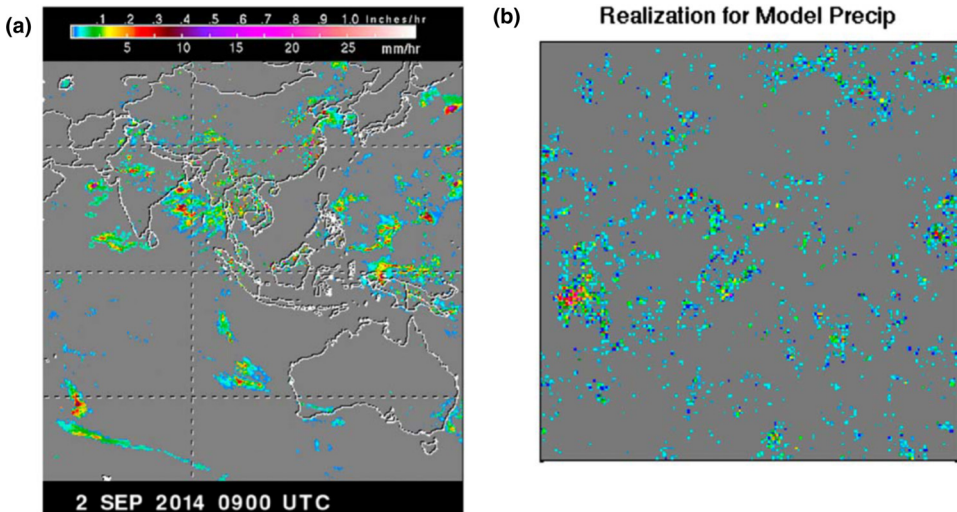 (a)
.1 .2 .3 .4 .5 .6 .7 .8 .9 1.0 Inches/hr
5 10 15 20 25 mm/hr
2 SEP 2014 0900 UTC
(b)
Realization for Model Precip